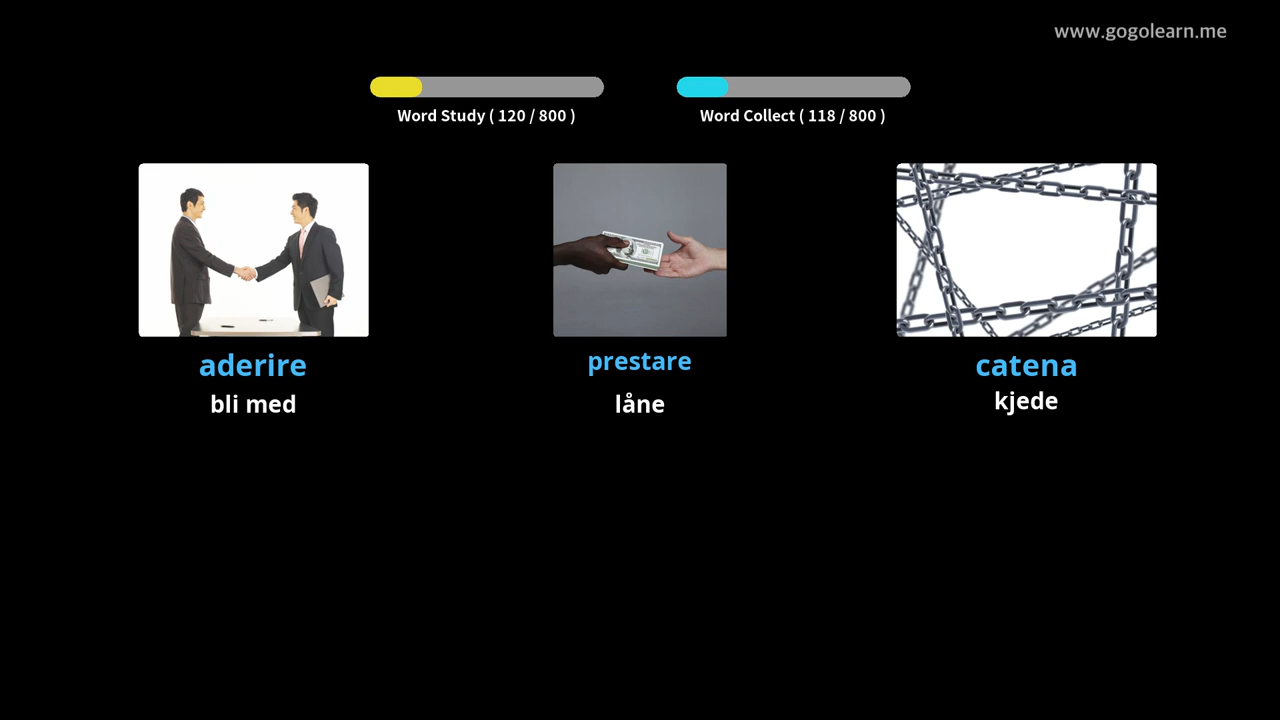 www.gogolearn.me
Word Study ( 120 / 800 )
Word Collect ( 118 / 800 )
aderire
bli med
prestare
låne
catena
kjede